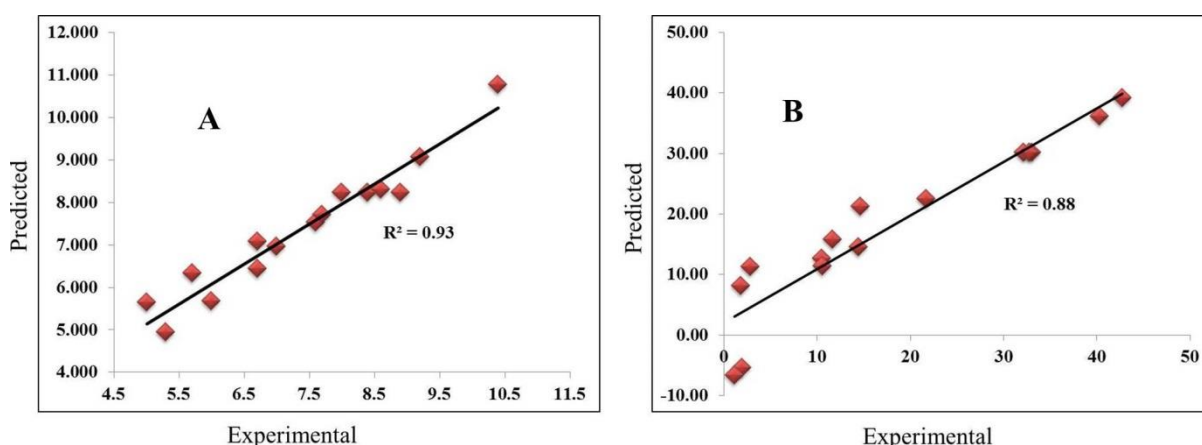 12.000
11.000
10.000
9.000
8.000
7.000
6.000
5.000
4.000
4.5 5.5 6.5 7.5 8.5 9.5 10.5 11.5
A
R² = 0.93
Predicted
Experimental
50.00
40.00
30.00
20.00
10.00
0.00
-10.00
0 10 20 30 40 50
B
R² = 0.88
Predicted
Experimental